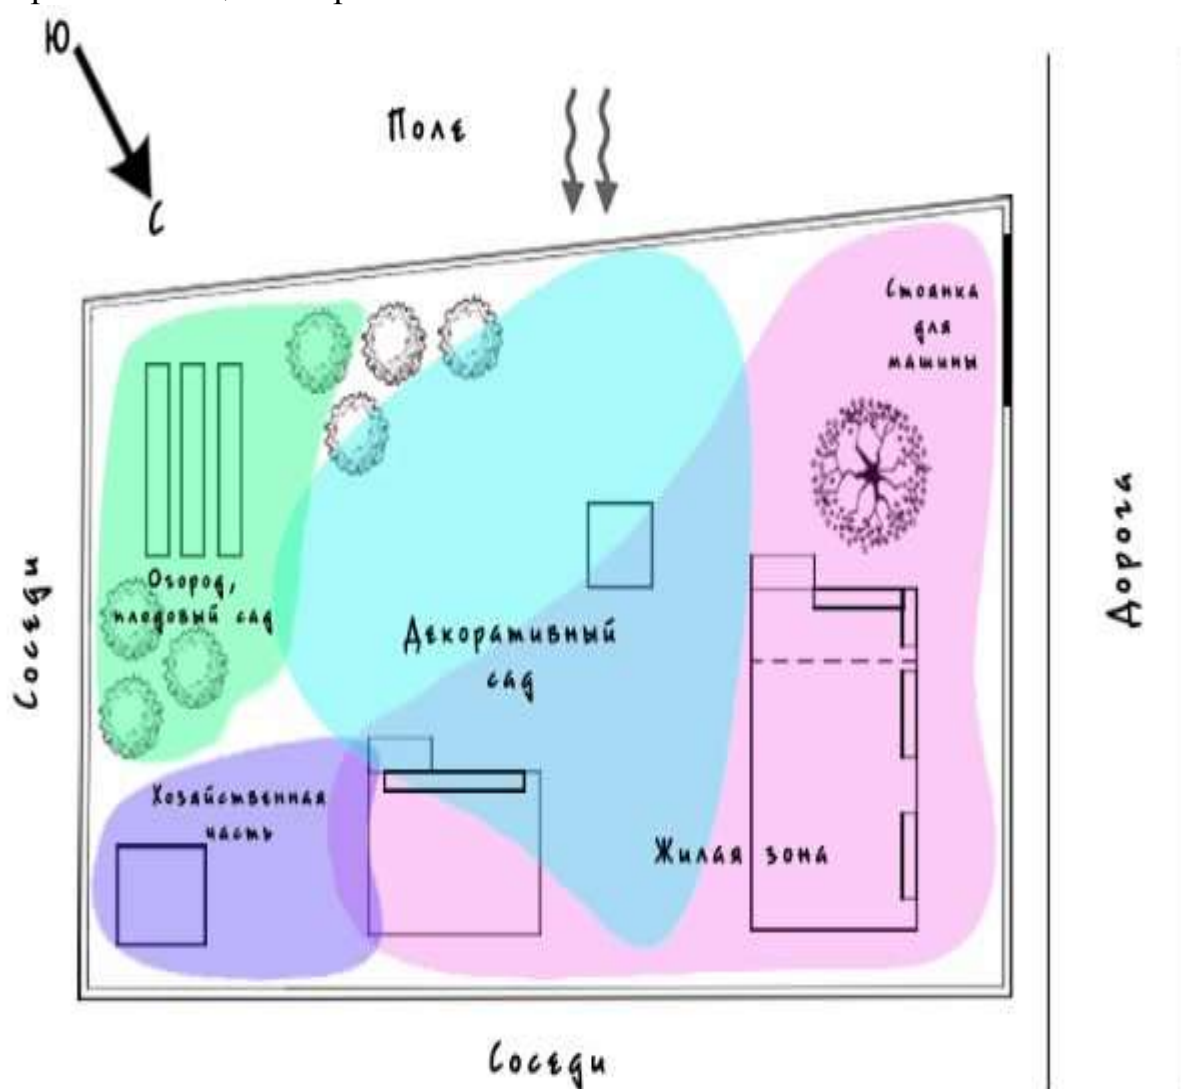 Ю
С
Поле
Стоянка
для
машины
Дорога
Соседи
Огород,
плодовый сад
Декоративный
сад
Хозяйственная
часть
Жилая зона
Соседи